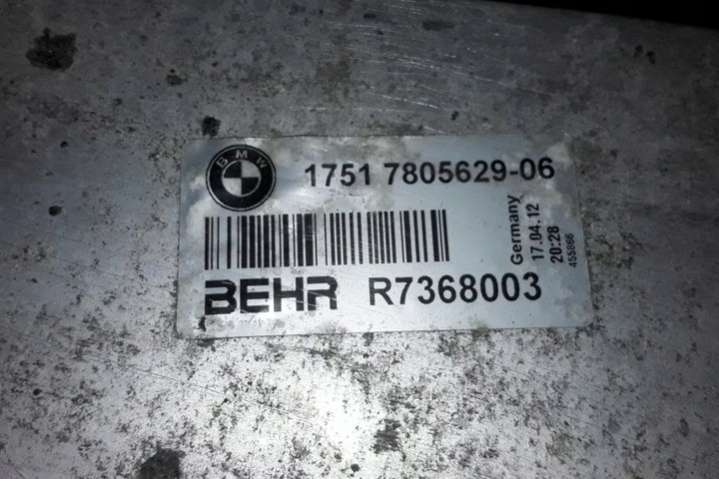 BMW
1751 7805629-06
BEHR R7368003
Germany
17.04.12
20:28
455866